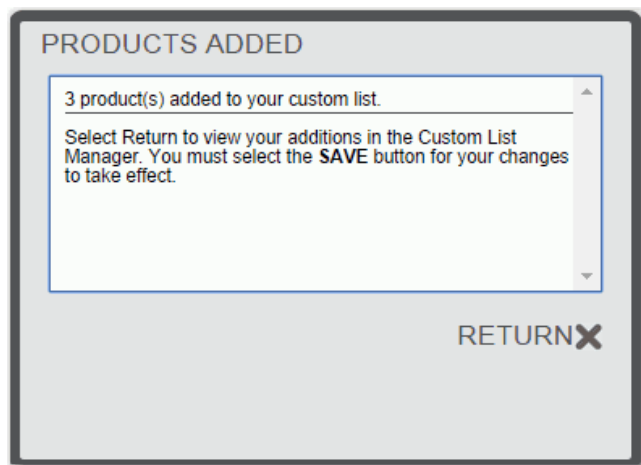 PRODUCTS ADDED
3 product(s) added to your custom list.
Select Return to view your additions in the Custom List
Manager. You must select the SAVE button for your changes
to take effect.
RETURN